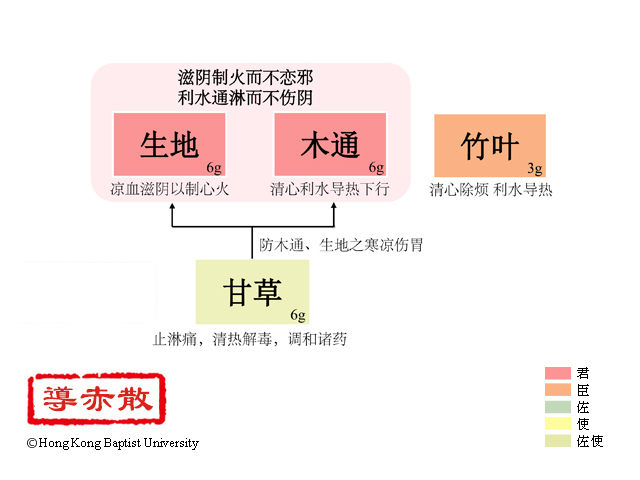 滋阴制火而不恋邪
利水通淋而不伤阴
生地
6g
木通
6g
竹叶
3g
凉血滋阴以制心火
清心利水导热下行
清心除烦 利水导热
防木通、生地之寒凉伤胃
甘草
6g
止淋痛，清热解毒，调和诸药
導赤散
©Hong Kong Baptist University
君
臣
佐
使
佐使